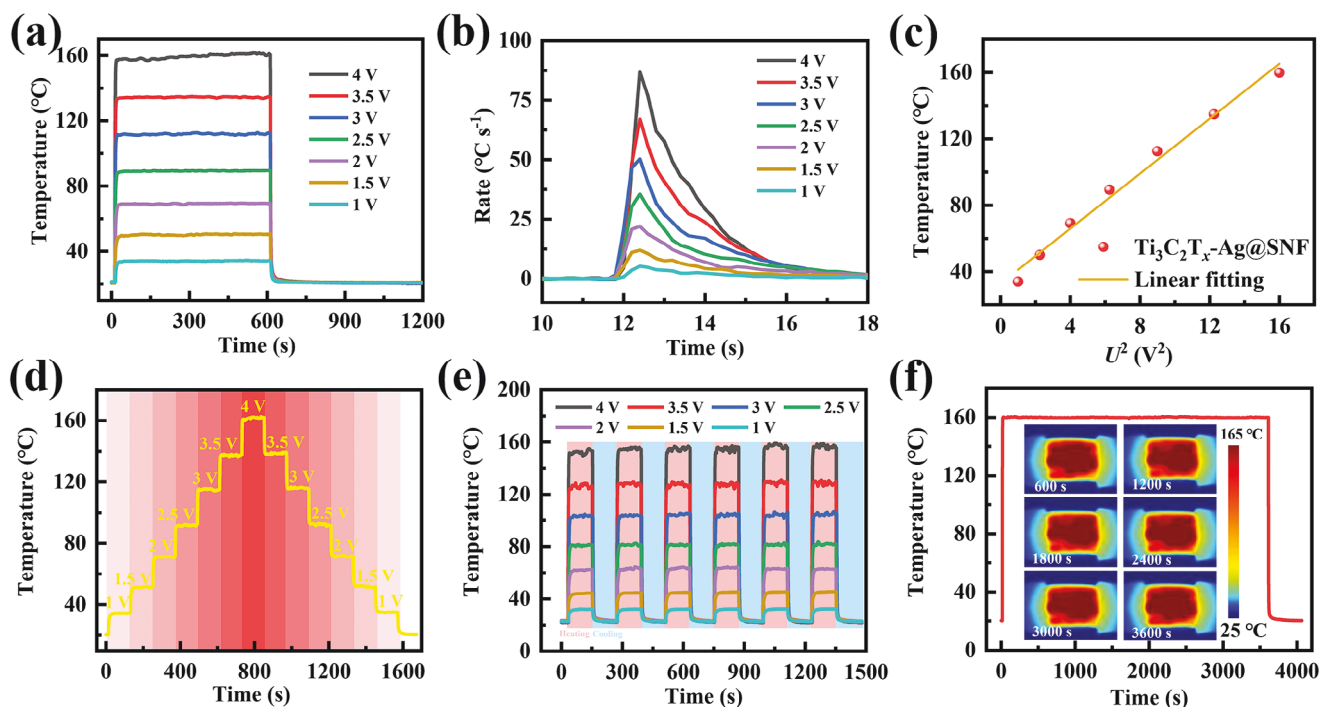 (a)
Temperature (℃)
160
120
80
40
0 300 600 900 1200
Time (s)
4 V
3.5 V
3 V
2.5 V
2 V
1.5 V
1 V
(b)
Rate (℃ s⁻¹)
100
75
50
25
0
10 12 14 16 18
Time (s)
4 V
3.5 V
3 V
2.5 V
2 V
1.5 V
1 V
(c)
Temperature (℃)
160
120
80
40
0 4 8 12 16
U² (V²)
Ti₃C₂Tₓ-Ag@SNF
Linear fitting
(d)
Temperature (℃)
160
120
80
40
0 400 800 1200 1600
Time (s)
1 V
1.5 V
2 V
2.5 V
3 V
3.5 V
4 V
3.5 V
3 V
2.5 V
2 V
1.5 V
1 V
(e)
Temperature (℃)
200
160
120
80
40
0
0 300 600 900 1200 1500
Time (s)
4 V 3.5 V 3 V 2.5 V
2 V 1.5 V 1 V
Heating Cooling
(f)
Temperature (℃)
160
120
80
40
0 1000 2000 3000 4000
Time (s)
600 s 1200 s
1800 s 2400 s
3000 s 3600 s
165 ℃
25 ℃